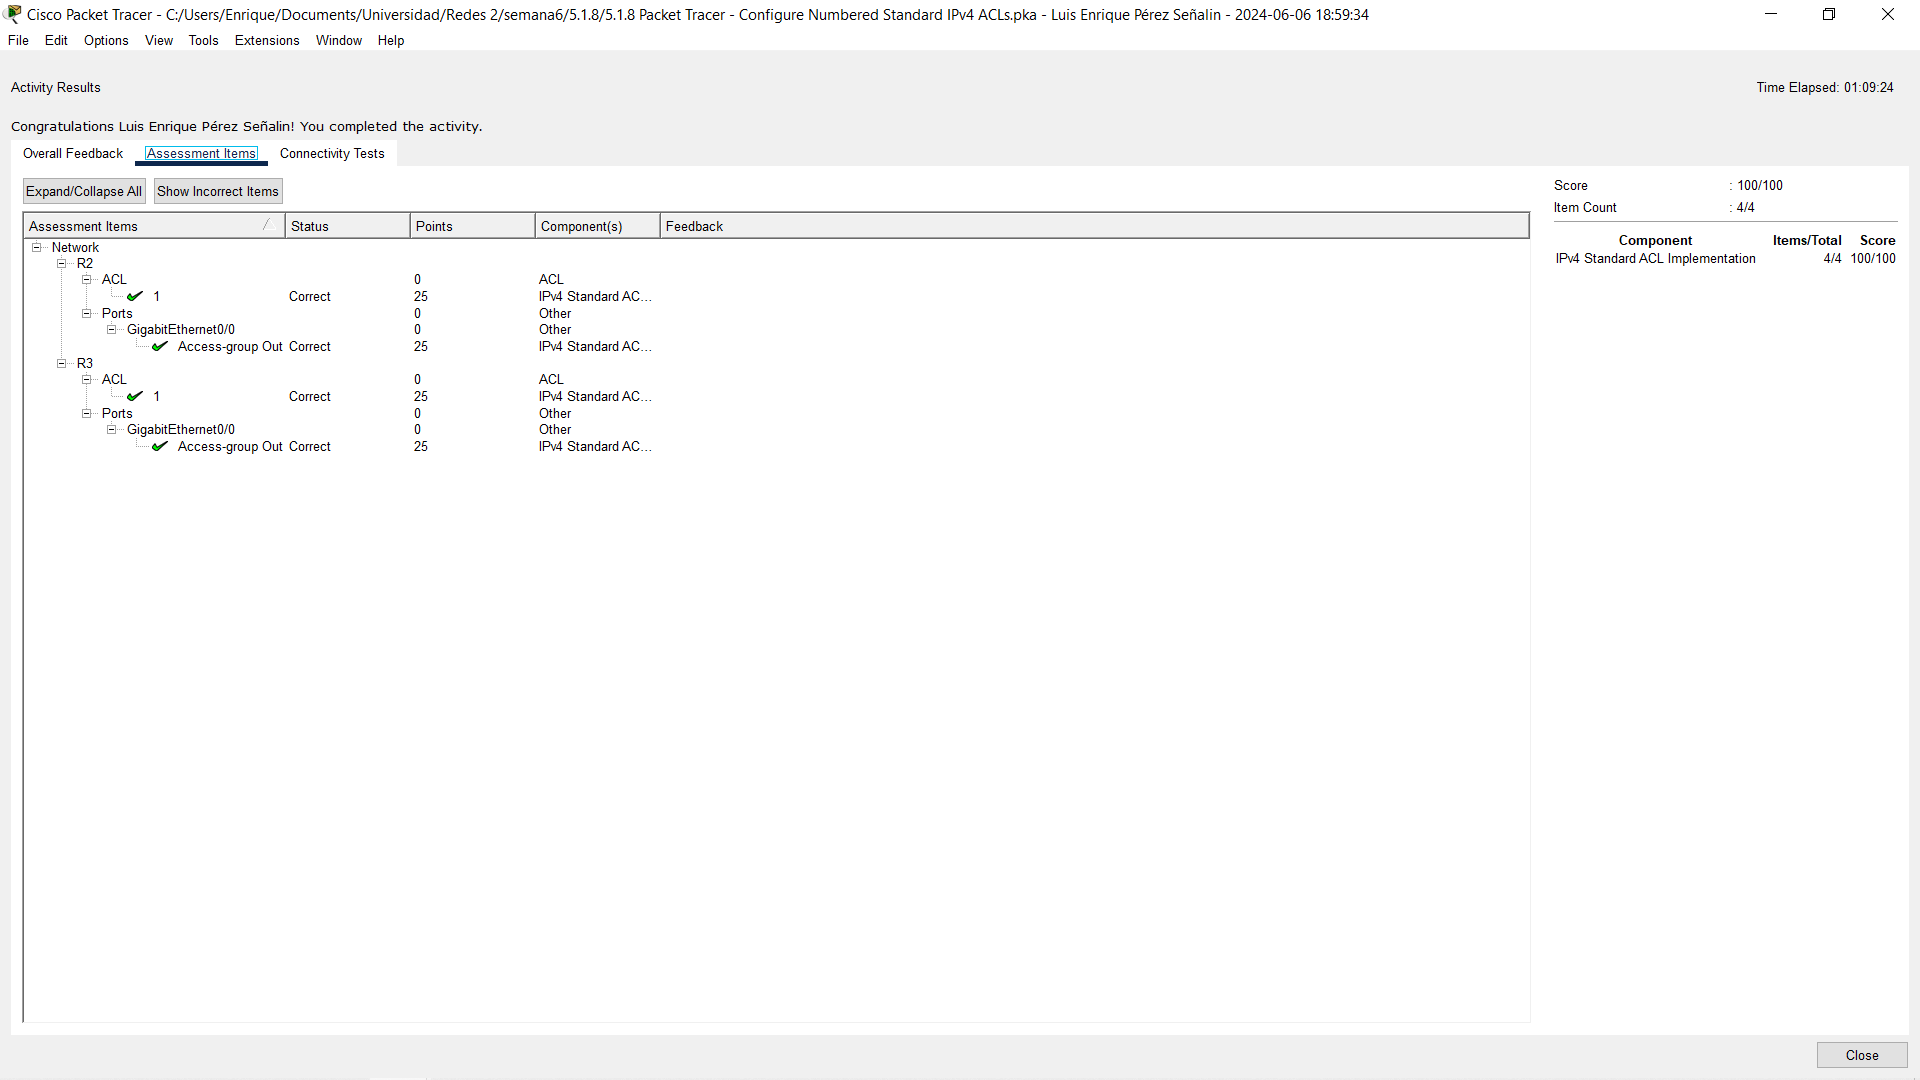 Cisco Packet Tracer - C:/Users/Enrique/Documents/Universidad/Redes 2/semana6/5.1.8/5.1.8 Packet Tracer - Configure Numbered Standard IPv4 ACLs.pka - Luis Enrique Pérez Señalin - 2024-06-06 18:59:34
File Edit Options View Tools Extensions Window Help
Activity Results
Time Elapsed: 01:09:24
Congratulations Luis Enrique Pérez Señalin! You completed the activity.
Overall Feedback Assessment Items Connectivity Tests
Expand/Collapse All Show Incorrect Items
Assessment Items Status Points Component(s) Feedback
Network
R2
ACL 0 ACL
1 Correct 25 IPv4 Standard AC...
Ports 0 Other
GigabitEthernet0/0 0 Other
Access-group Out Correct 25 IPv4 Standard AC...
R3
ACL 0 ACL
1 Correct 25 IPv4 Standard AC...
Ports 0 Other
GigabitEthernet0/0 0 Other
Access-group Out Correct 25 IPv4 Standard AC...
Score : 100/100
Item Count : 4/4
Component Items/Total Score
IPv4 Standard ACL Implementation 4/4 100/100
Close